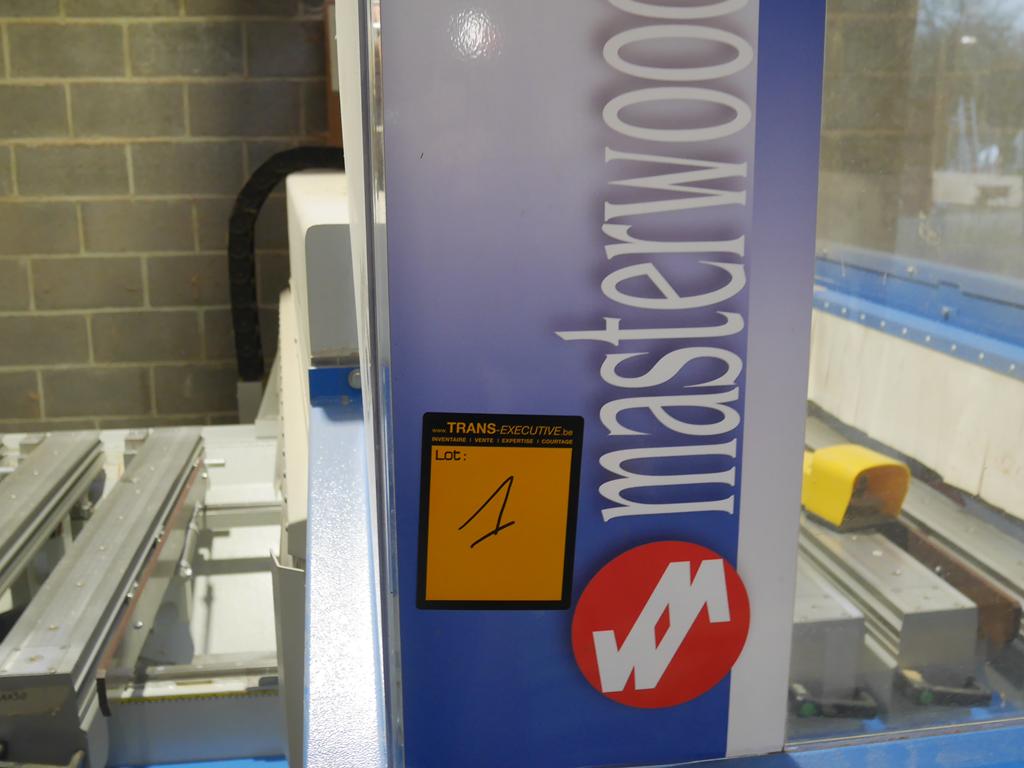 masterwood
www.TRANS-EXECUTIVE.be
INVENTAIRE | VENTE | EXPERTISE | COURTAGE
Lot:
1